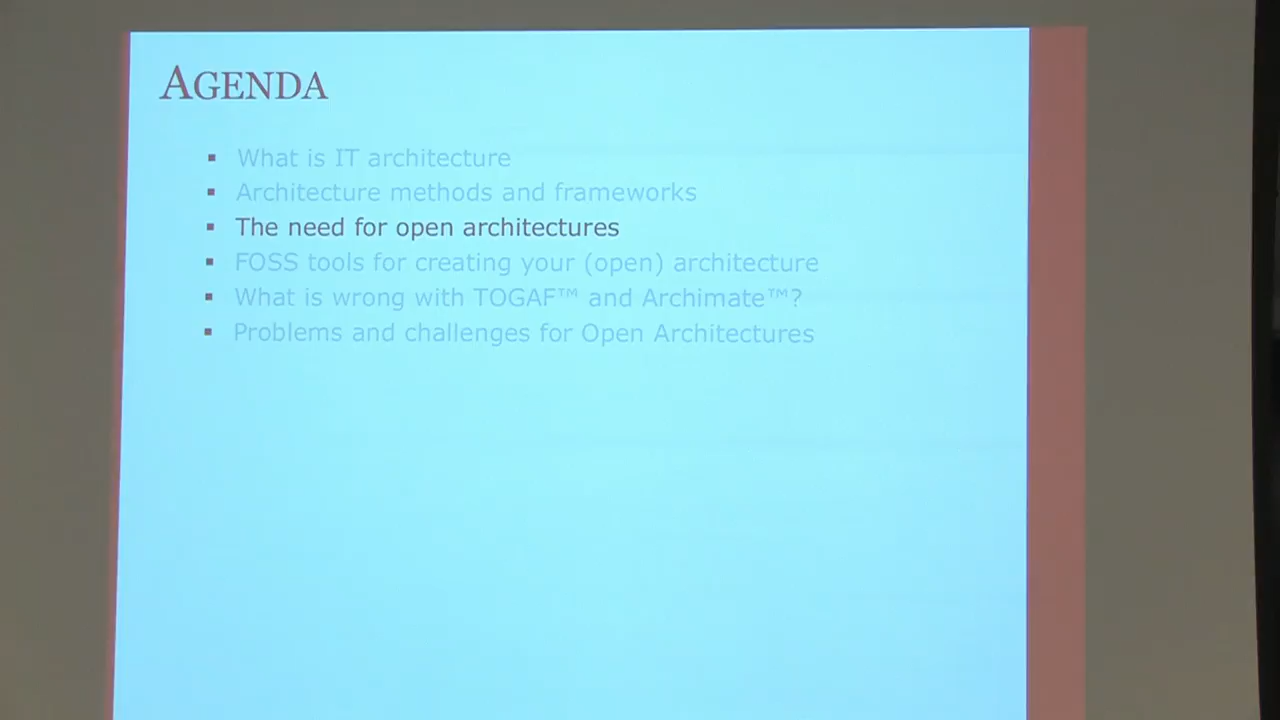 AGENDA
What is IT architecture
Architecture methods and frameworks
The need for open architectures
FOSS tools for creating your (open) architecture
What is wrong with TOGAF™ and Archimate™?
Problems and challenges for Open Architectures